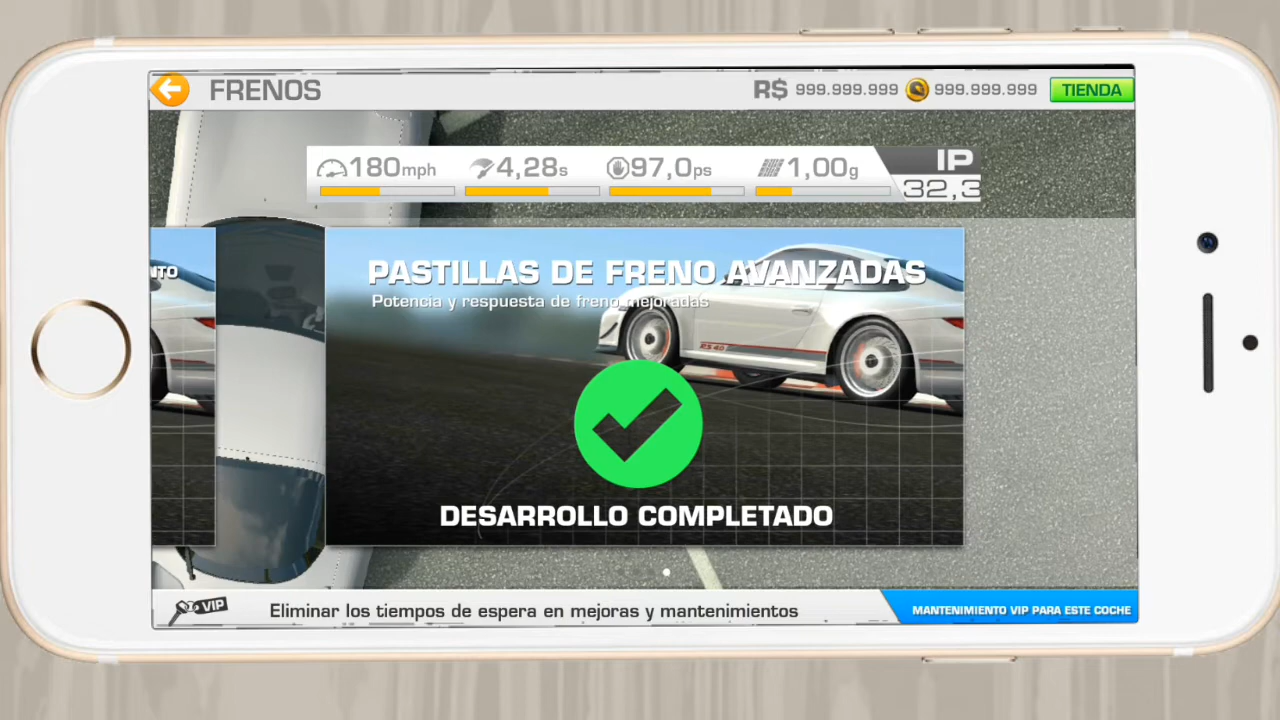 FRENOS
R$ 999.999.999 999.999.999 TIENDA
180mph 4,28s 97,0ps 1,00g IP
32,3
NTO
PASTILLAS DE FRENO AVANZADAS
Potencia y respuesta de freno mejoradas
DESARROLLO COMPLETADO
VIP Eliminar los tiempos de espera en mejoras y mantenimientos MANTENIMIENTO VIP PARA ESTE COCHE